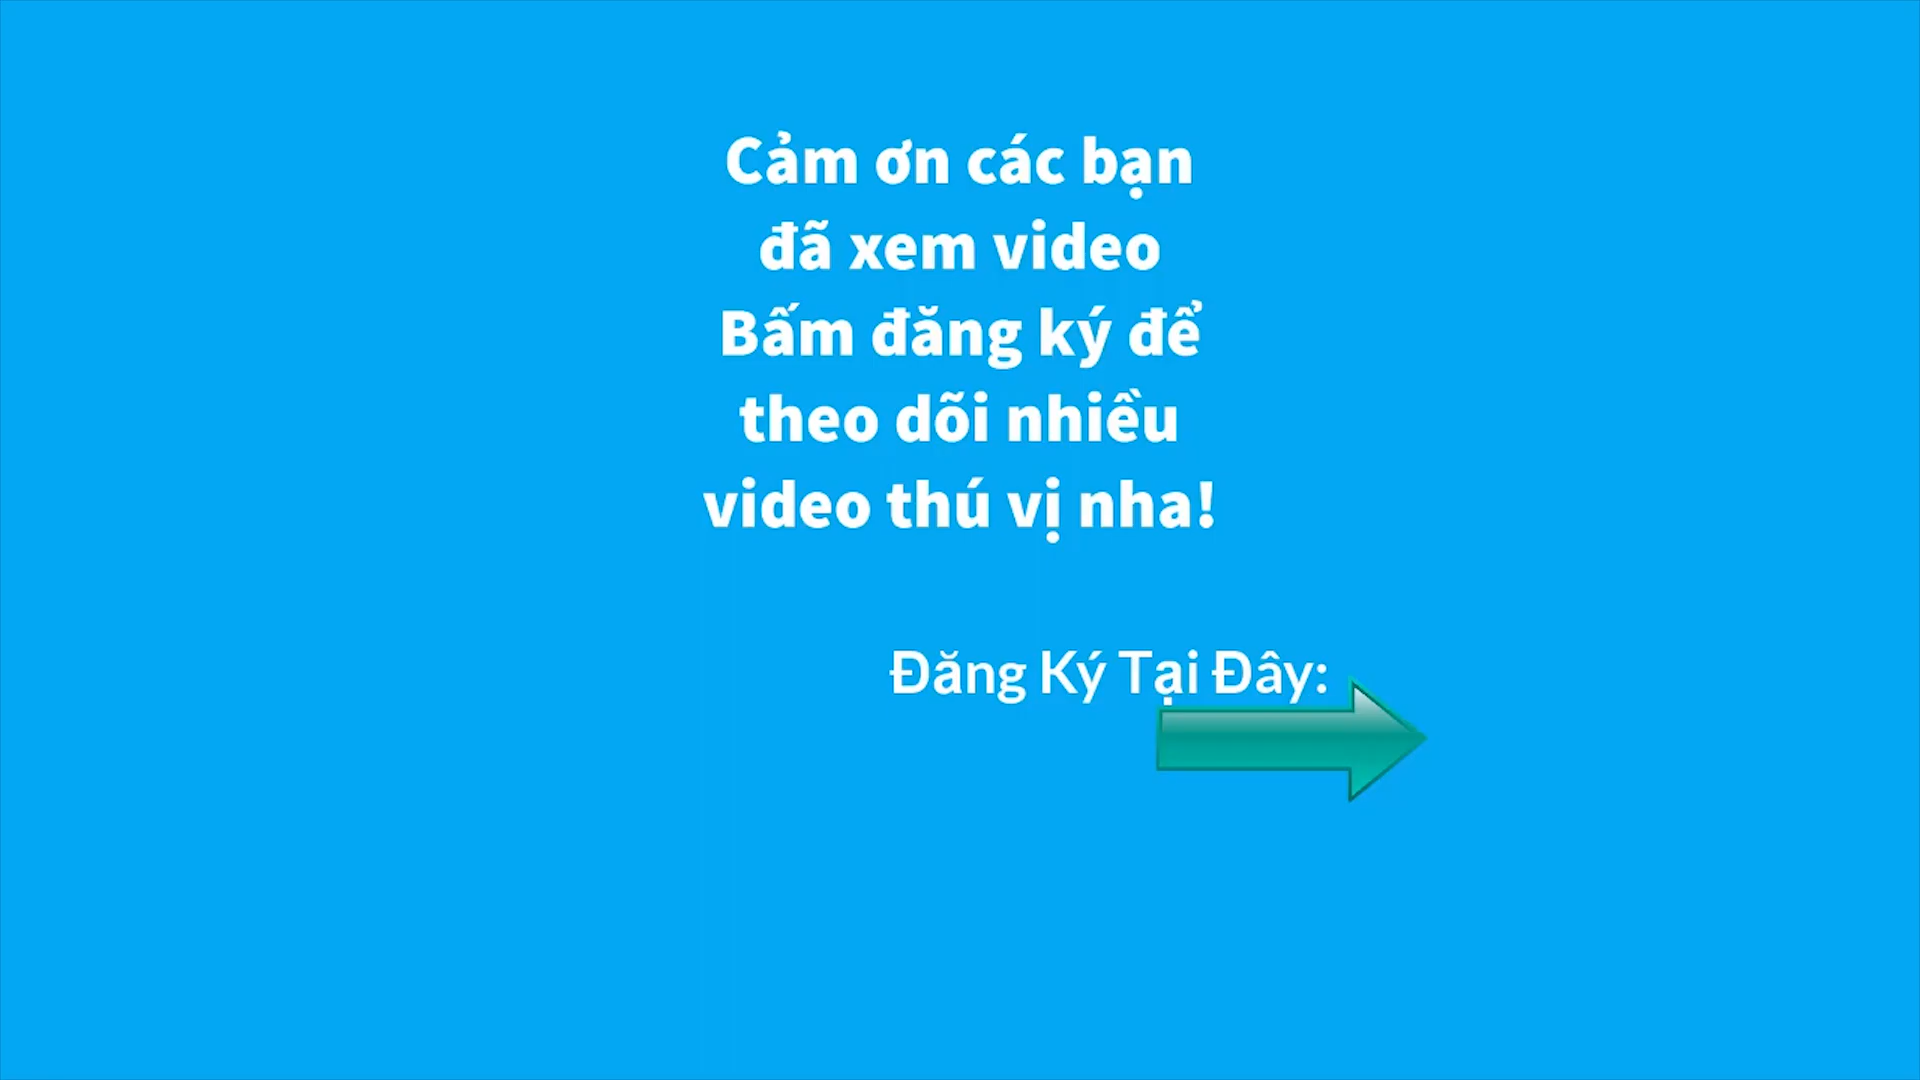 Cảm ơn các bạn
đã xem video
Bấm đăng ký để
theo dõi nhiều
video thú vị nha!
Đăng Ký Tại Đây: